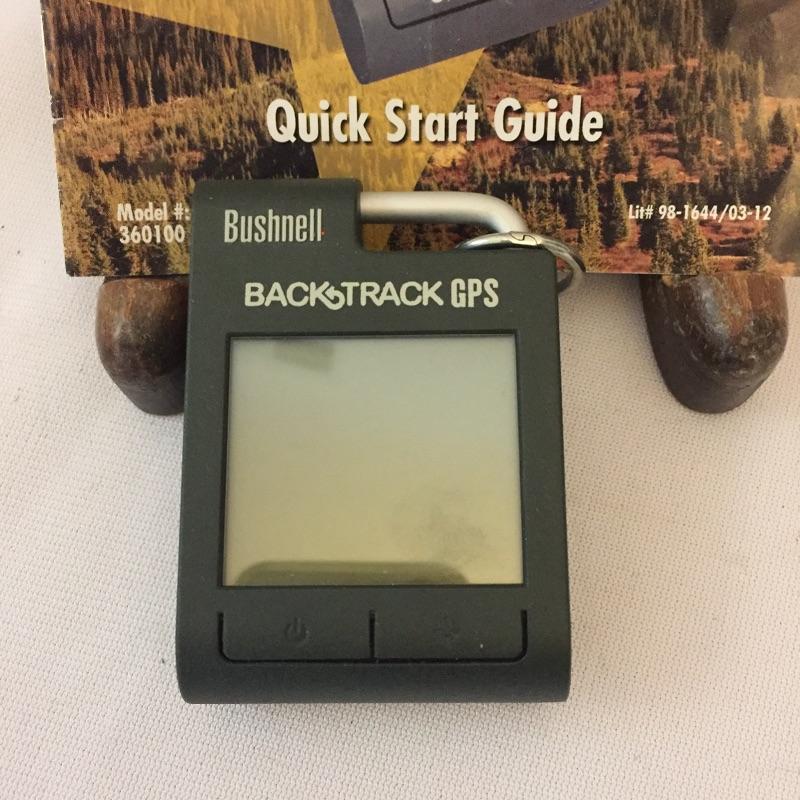 Quick Start Guide
Model #:
360100
Lit# 98-1644/03-12
Bushnell
BACKTRACK GPS